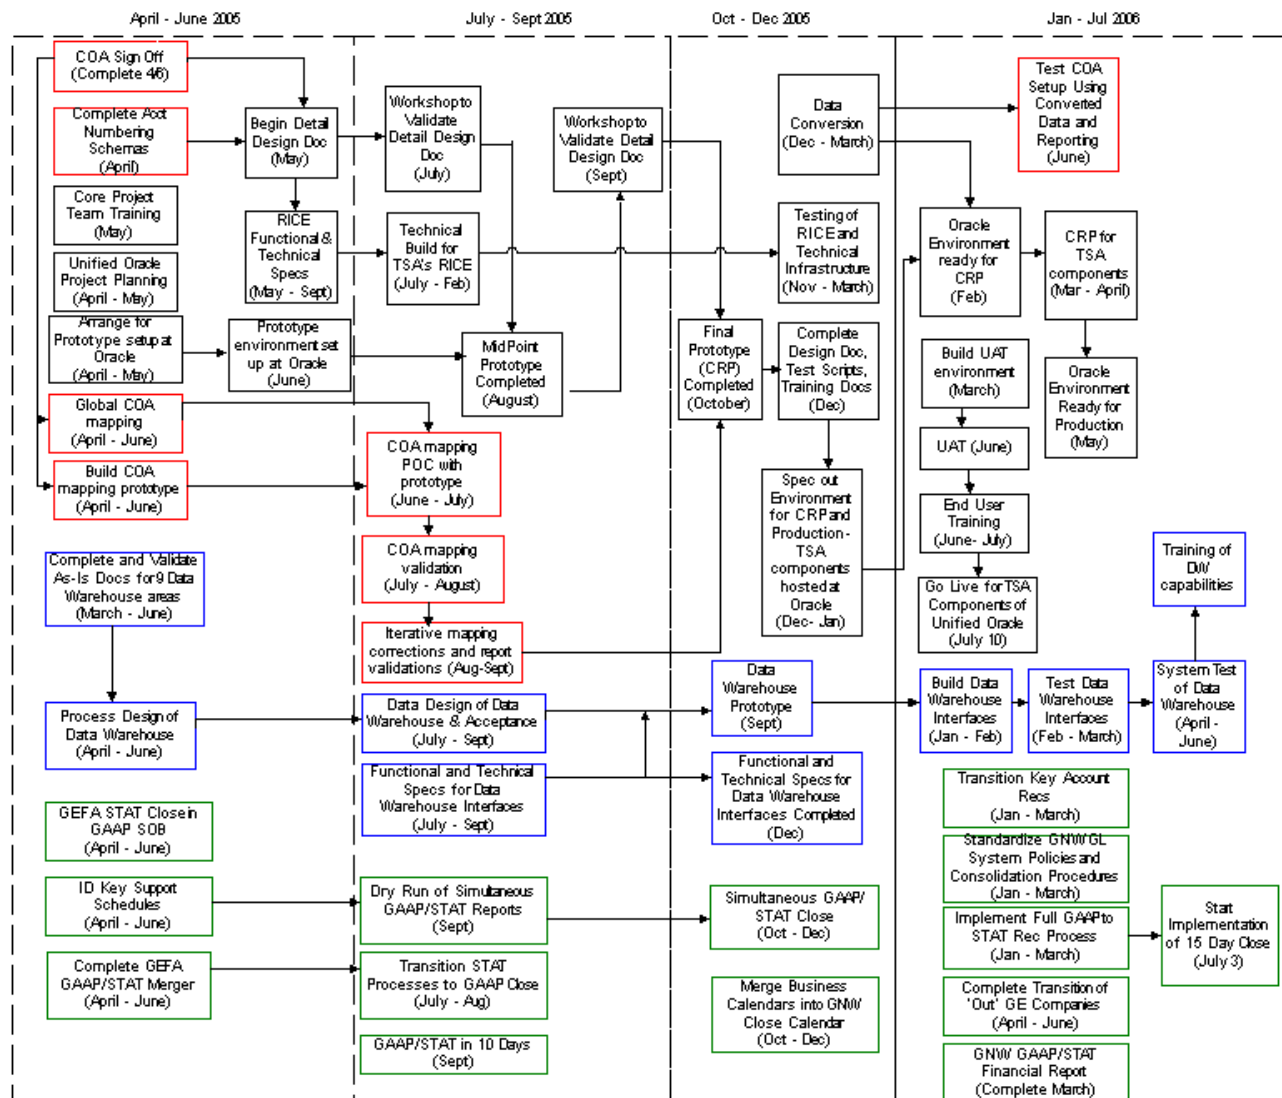 April - June 2005
July - Sept 2005
Oct - Dec 2005
Jan - Jul 2006
COA Sign Off
(Complete 4/6)
Complete Acct
Numbering
Schemas
(April)
Begin Detail
Design Doc
(May)
Core Project
Team Training
(May)
Unified Oracle
Project Planning
(April - May)
RICE
Functional &
Technical
Specs
(May - Sept)
Arrange for
Prototype setup at
Oracle
(April - May)
Prototype
environment set
up at Oracle
(June)
Global COA
mapping
(April - June)
Build COA
mapping prototype
(April - June)
Complete and Validate
As-Is Docs for 9 Data
Warehouse areas
(March - June)
Process Design of
Data Warehouse
(April - June)
GEFA STAT Close in
GAAP SOB
(April - June)
ID Key Support
Schedules
(April - June)
Complete GEFA
GAAP/STAT Merger
(April - June)
Workshop to
Validate
Detail Design
Doc
(July)
Workshop to
Validate Detail
Design Doc
(Sept)
Technical
Build for
TSA's RICE
(July - Feb)
MidPoint
Prototype
Completed
(August)
COA mapping
POC with
prototype
(June - July)
COA mapping
validation
(July - August)
Iterative mapping
corrections and report
validations (Aug-Sept)
Data Design of Data
Warehouse & Acceptance
(July - Sept)
Functional and Technical
Specs for Data
Warehouse Interfaces
(July - Sept)
Dry Run of Simultaneous
GAAP/STAT Reports
(Sept)
Transition STAT
Processes to GAAP Close
(July - Aug)
GAAP/STAT in 10 Days
(Sept)
Data
Conversion
(Dec - March)
Testing of
RICE and
Technical
Infrastructure
(Nov - March)
Final
Prototype
(CRP)
Completed
(October)
Complete
Design Doc,
Test Scripts,
Training Docs
(Dec)
Spec out
Environment
for CRP and
Production -
TSA
components
hosted at
Oracle
(Dec- Jan)
Data
Warehouse
Prototype
(Sept)
Functional and
Technical Specs for
Data Warehouse
Interfaces Completed
(Dec)
Simultaneous GAAP/
STAT Close
(Oct - Dec)
Merge Business
Calendars into GNW
Close Calendar
(Oct - Dec)
Test COA
Setup Using
Converted
Data and
Reporting
(June)
Oracle
Environment
ready for
CRP
(Feb)
CRP for
TSA
components
(Mar - April)
Build UAT
environment
(March)
Oracle
Environment
Ready for
Production
(May)
UAT (June)
End User
Training
(June- July)
Go Live for TSA
Components of
Unified Oracle
(July 10)
Training of
DW
capabilities
Build Data
Warehouse
Interfaces
(Jan - Feb)
Test Data
Warehouse
Interfaces
(Feb - March)
System Test
of Data
Warehouse
(April -
June)
Transition Key Account
Recs
(Jan - March)
Standardize GNW GL
System Policies and
Consolidation Procedures
(Jan - March)
Implement Full GAAP to
STAT Rec Process
(Jan - March)
Start
Implementation
of 15 Day Close
(July 3)
Complete Transition of
'Out' GE Companies
(April - June)
GNW GAAP/STAT
Financial Report
(Complete March)